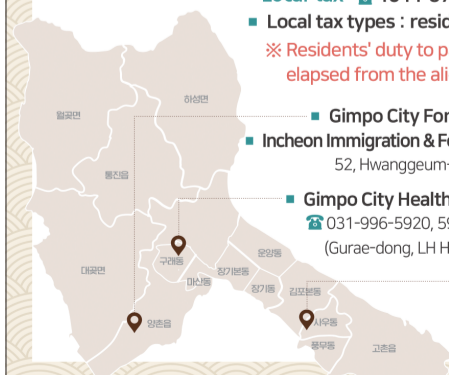 Local tax ☎
■ Local tax types : resid
※ Residents' duty to p
elapsed from the ali
■ Gimpo City For
■ Incheon Immigration & Fo
52, Hwanggeum-
■ Gimpo City Health
☎ 031-996-5920, 59
(Gurae-dong, LH H
월곶면
하성면
통진읍
대곶면
구래동
마산동
장기본동
운양동
장기동
김포본동
양촌읍
사우동
풍무동
고촌읍